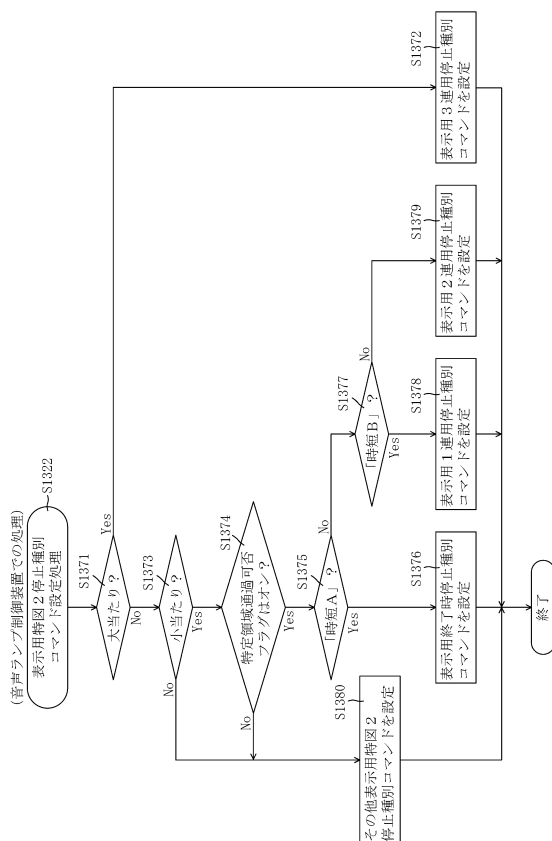 (音声ランプ制御装置での処理)
S1322
表示用特図2停止種別
コマンド設定処理
S1371
大当たり?
Yes
No
S1373
小当たり?
No
Yes
S1374
特定領域通過可否
フラグはオン?
No
Yes
S1375
「時短A」?
No
Yes
S1377
「時短B」?
No
Yes
S1380
その他表示用特図2
停止種別コマンドを設定
S1376
表示用終了時停止種別
コマンドを設定
S1378
表示用1連用停止種別
コマンドを設定
S1379
表示用2連用停止種別
コマンドを設定
S1372
表示用3連用停止種別
コマンドを設定
終了